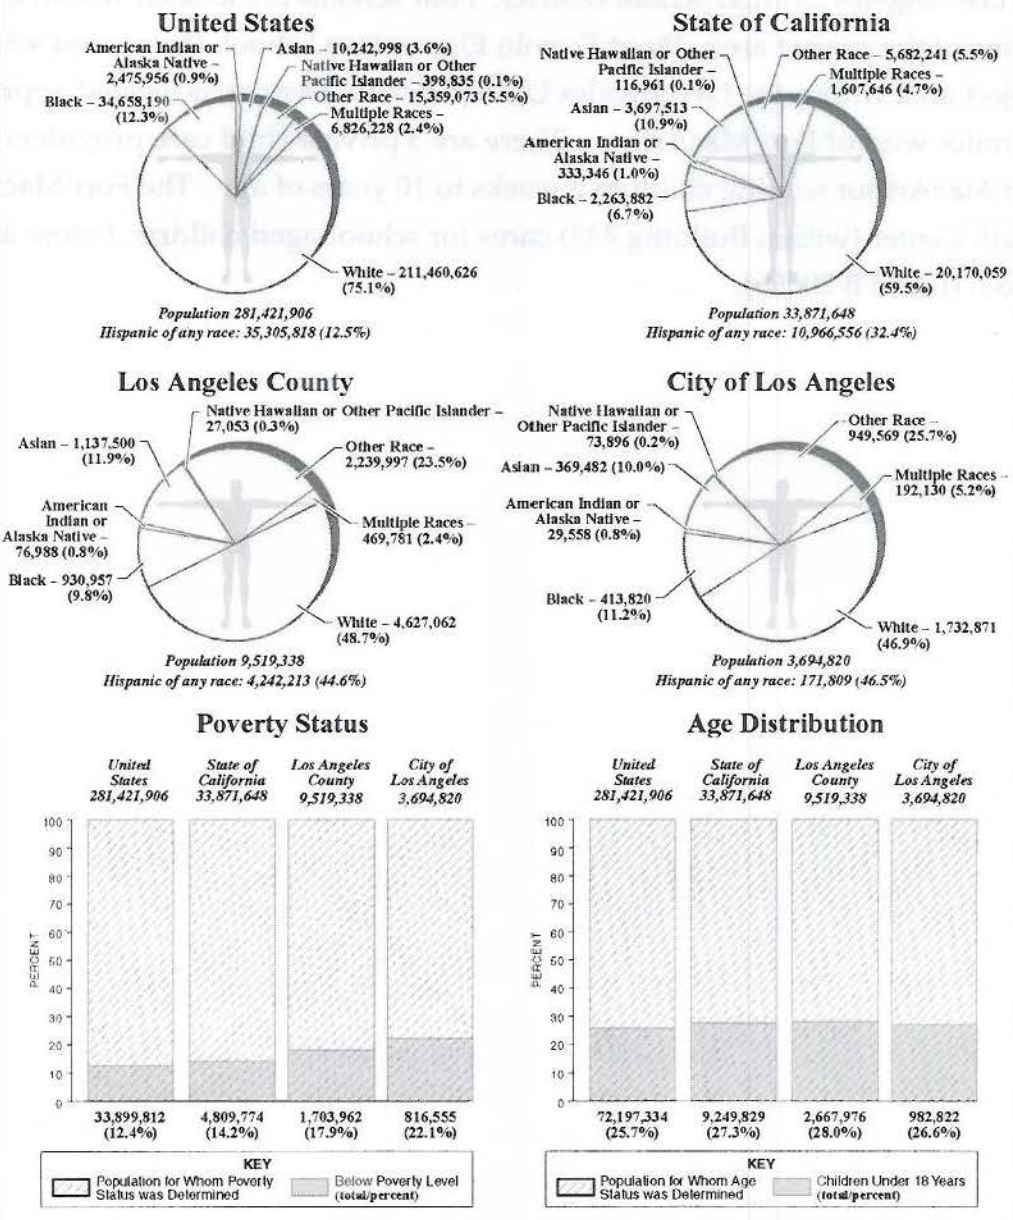 United States
American Indian or
Alaska Native –
2,475,956 (0.9%)
Asian – 10,242,998 (3.6%)
Native Hawaiian or Other
Pacific Islander – 398,835 (0.1%)
Other Race – 15,359,073 (5.5%)
Multiple Races –
6,826,228 (2.4%)
Black – 34,658,190
(12.3%)
White – 211,460,626
(75.1%)
Population 281,421,906
Hispanic of any race: 35,305,818 (12.5%)
State of California
Native Hawaiian or Other
Pacific Islander –
116,961 (0.1%)
Other Race – 5,682,241 (5.5%)
Multiple Races –
1,607,646 (4.7%)
Asian – 3,697,513
(10.9%)
American Indian or
Alaska Native –
333,346 (1.0%)
Black – 2,263,882
(6.7%)
White – 20,170,059
(59.5%)
Population 33,871,648
Hispanic of any race: 10,966,556 (32.4%)
Los Angeles County
Native Hawaiian or Other Pacific Islander –
27,053 (0.3%)
Asian – 1,137,500
(11.9%)
Other Race –
2,239,997 (23.5%)
American
Indian or
Alaska Native –
76,988 (0.8%)
Multiple Races –
469,781 (2.4%)
Black – 930,957
(9.8%)
White – 4,627,062
(48.7%)
Population 9,519,338
Hispanic of any race: 4,242,213 (44.6%)
City of Los Angeles
Native Hawaiian or
Other Pacific Islander –
73,896 (0.2%)
Other Race –
949,569 (25.7%)
Asian – 369,482 (10.0%)
Multiple Races –
192,130 (5.2%)
American Indian or
Alaska Native –
29,558 (0.8%)
Black – 413,820
(11.2%)
White – 1,732,871
(46.9%)
Population 3,694,820
Hispanic of any race: 171,809 (46.5%)
Poverty Status
United
States
281,421,906
State of
California
33,871,648
Los Angeles
County
9,519,338
City of
Los Angeles
3,694,820
PERCENT
100
90
80
70
60
50
40
30
20
10
0
33,899,812
(12.4%)
4,809,774
(14.2%)
1,703,962
(17.9%)
816,555
(22.1%)
KEY
Population for Whom Poverty
Status was Determined
Below Poverty Level
(total/percent)
Age Distribution
United
States
281,421,906
State of
California
33,871,648
Los Angeles
County
9,519,338
City of
Los Angeles
3,694,820
PERCENT
100
90
80
70
60
50
40
30
20
10
0
72,197,334
(25.7%)
9,249,829
(27.3%)
2,667,976
(28.0%)
982,822
(26.6%)
KEY
Population for Whom Age
Status was Determined
Children Under 18 Years
(total/percent)